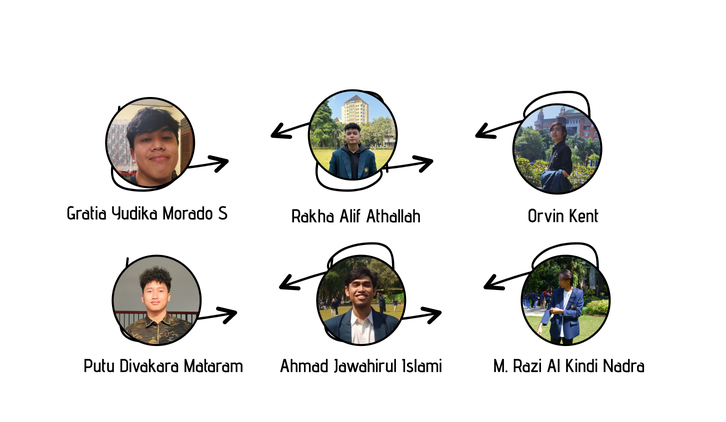 Gratia Yudika Morado S
Rakha Alif Athallah
Orvin Kent
Putu Divakara Mataram
Ahmad Jawahirul Islami
M. Razi Al Kindi Nadra